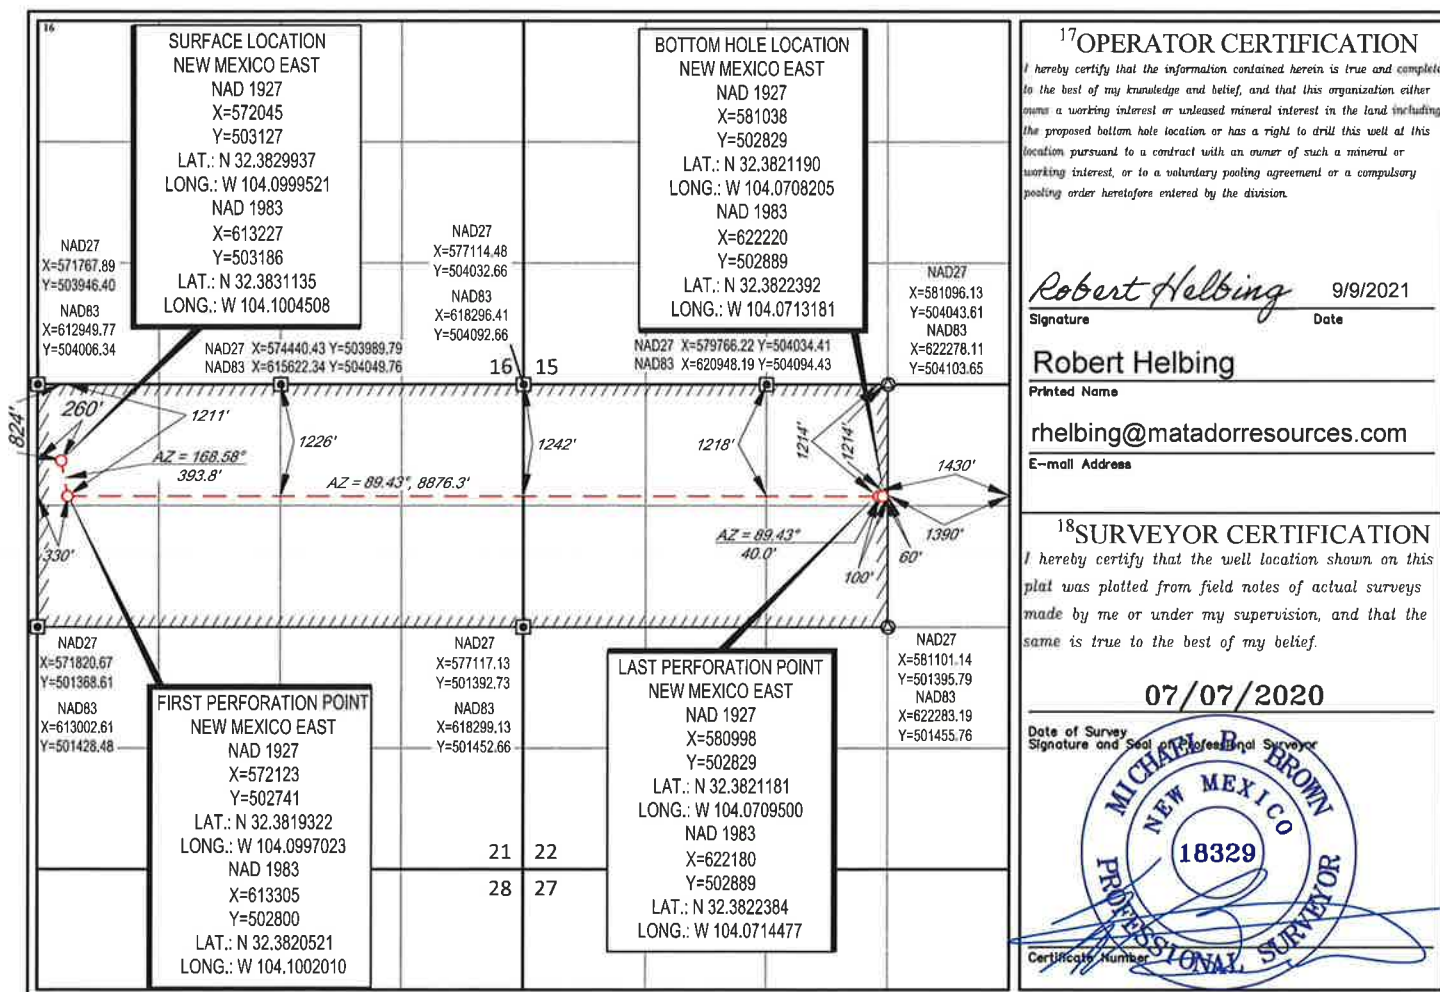 16
SURFACE LOCATION
NEW MEXICO EAST
NAD 1927
X=572045
Y=503127
LAT.: N 32.3829937
LONG.: W 104.0999521
NAD 1983
X=613227
Y=503186
LAT.: N 32.3831135
LONG.: W 104.1004508
BOTTOM HOLE LOCATION
NEW MEXICO EAST
NAD 1927
X=581038
Y=502829
LAT.: N 32.3821190
LONG.: W 104.0708205
NAD 1983
X=622220
Y=502889
LAT.: N 32.3822392
LONG.: W 104.0713181
NAD27
X=571767.89
Y=503946.40
NAD83
X=612949.77
Y=504006.34
NAD27
X=577114.48
Y=504032.66
NAD83
X=618296.41
Y=504092.66
NAD27
X=581096.13
Y=504043.61
NAD83
X=622278.11
Y=504103.65
NAD27 X=574440.43 Y=503989.79
NAD83 X=615622.34 Y=504049.76
16 15
NAD27 X=579766.22 Y=504034.41
NAD83 X=620948.19 Y=504094.43
824'
260'
1211'
1226'
1242'
1218'
1214'
1214'
1430'
AZ = 168.58°
393.8'
AZ = 89.43°, 8876.3'
330'
AZ = 89.43°
40.0'
100'
60'
1390'
NAD27
X=571820.67
Y=501368.61
NAD83
X=613002.61
Y=501428.48
NAD27
X=577117.13
Y=501392.73
NAD83
X=618299.13
Y=501452.66
NAD27
X=581101.14
Y=501395.79
NAD83
X=622283.19
Y=501455.76
FIRST PERFORATION POINT
NEW MEXICO EAST
NAD 1927
X=572123
Y=502741
LAT.: N 32.3819322
LONG.: W 104.0997023
NAD 1983
X=613305
Y=502800
LAT.: N 32.3820521
LONG.: W 104.1002010
LAST PERFORATION POINT
NEW MEXICO EAST
NAD 1927
X=580998
Y=502829
LAT.: N 32.3821181
LONG.: W 104.0709500
NAD 1983
X=622180
Y=502889
LAT.: N 32.3822384
LONG.: W 104.0714477
21 22
28 27
17OPERATOR CERTIFICATION
I hereby certify that the information contained herein is true and complete
to the best of my knowledge and belief, and that this organization either
owns a working interest or unleased mineral interest in the land including
the proposed bottom hole location or has a right to drill this well at this
location pursuant to a contract with an owner of such a mineral or
working interest, or to a voluntary pooling agreement or a compulsory
pooling order heretofore entered by the division.
Robert Helbing 9/9/2021
Signature Date
Robert Helbing
Printed Name
rhelbing@matadorresources.com
E-mail Address
18SURVEYOR CERTIFICATION
I hereby certify that the well location shown on this
plat was plotted from field notes of actual surveys
made by me or under my supervision, and that the
same is true to the best of my belief.
07/07/2020
Date of Survey
Signature and Seal of Professional Surveyor
MICHAEL B. BROWN
NEW MEXICO
18329
PROFESSIONAL SURVEYOR
Certificate Number